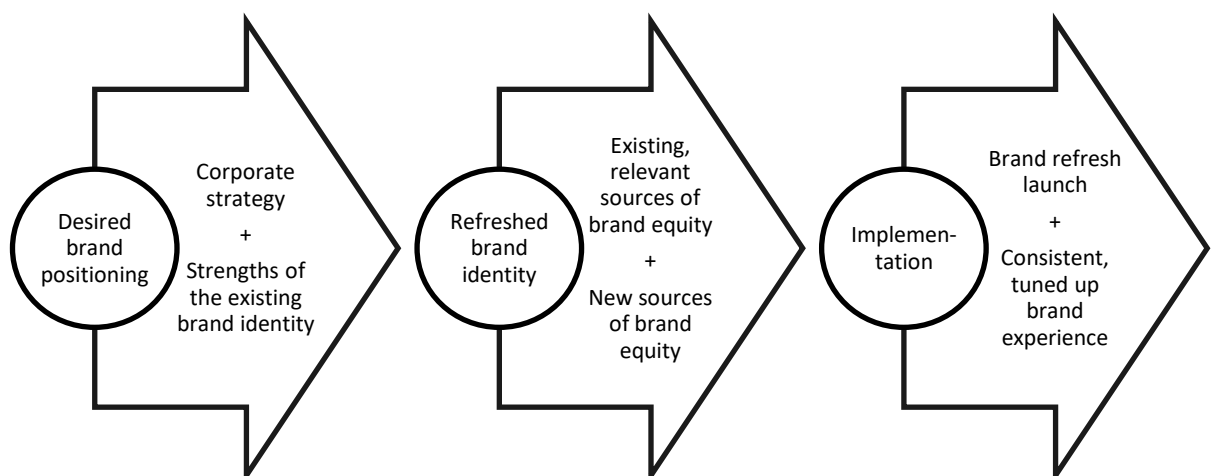 Desired
brand
positioning
Corporate
strategy
+
Strengths of
the existing
brand identity
Refreshed
brand
identity
Existing,
relevant
sources of
brand equity
+
New sources
of brand
equity
Implemen-
tation
Brand refresh
launch
+
Consistent,
tuned up
brand
experience